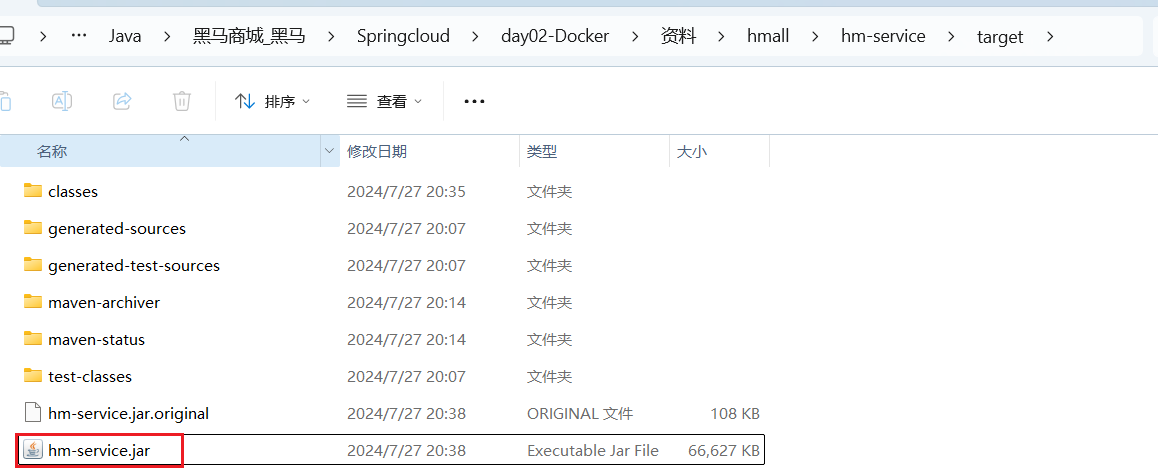 … Java 黑马商城_黑马 Springcloud day02-Docker 资料 hmall hm-service target
排序 查看 …
名称 修改日期 类型 大小
classes 2024/7/27 20:35 文件夹
generated-sources 2024/7/27 20:07 文件夹
generated-test-sources 2024/7/27 20:07 文件夹
maven-archiver 2024/7/27 20:14 文件夹
maven-status 2024/7/27 20:14 文件夹
test-classes 2024/7/27 20:07 文件夹
hm-service.jar.original 2024/7/27 20:38 ORIGINAL 文件 108 KB
hm-service.jar 2024/7/27 20:38 Executable Jar File 66,627 KB